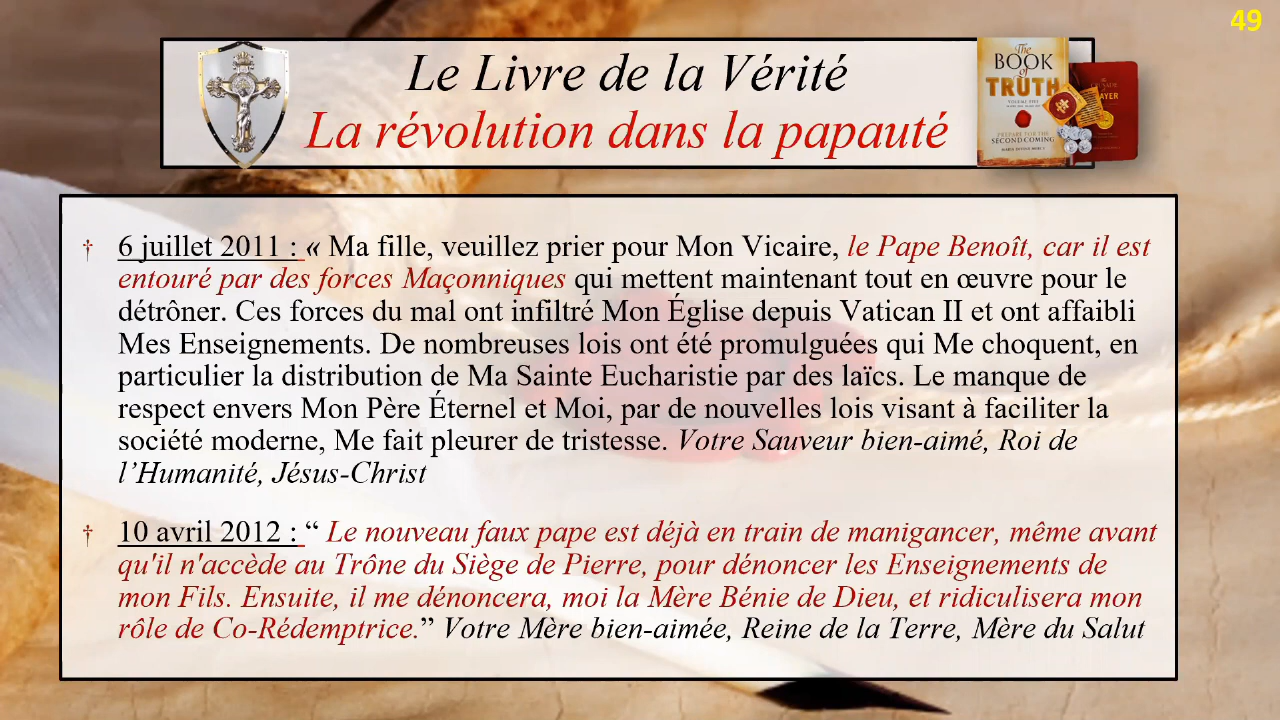 49
Le Livre de la Vérité
La révolution dans la papauté
The
BOOK
of
TRUTH
PREPARE FOR THE
SECOND COMING
† 6 juillet 2011 : « Ma fille, veuillez prier pour Mon Vicaire, le Pape Benoît, car il est
entouré par des forces Maçonniques qui mettent maintenant tout en œuvre pour le
détrôner. Ces forces du mal ont infiltré Mon Église depuis Vatican II et ont affaibli
Mes Enseignements. De nombreuses lois ont été promulguées qui Me choquent, en
particulier la distribution de Ma Sainte Eucharistie par des laïcs. Le manque de
respect envers Mon Père Éternel et Moi, par de nouvelles lois visant à faciliter la
société moderne, Me fait pleurer de tristesse. Votre Sauveur bien-aimé, Roi de
l’Humanité, Jésus-Christ
† 10 avril 2012 : “ Le nouveau faux pape est déjà en train de manigancer, même avant
qu'il n'accède au Trône du Siège de Pierre, pour dénoncer les Enseignements de
mon Fils. Ensuite, il me dénoncera, moi la Mère Bénie de Dieu, et ridiculisera mon
rôle de Co-Rédemptrice.” Votre Mère bien-aimée, Reine de la Terre, Mère du Salut